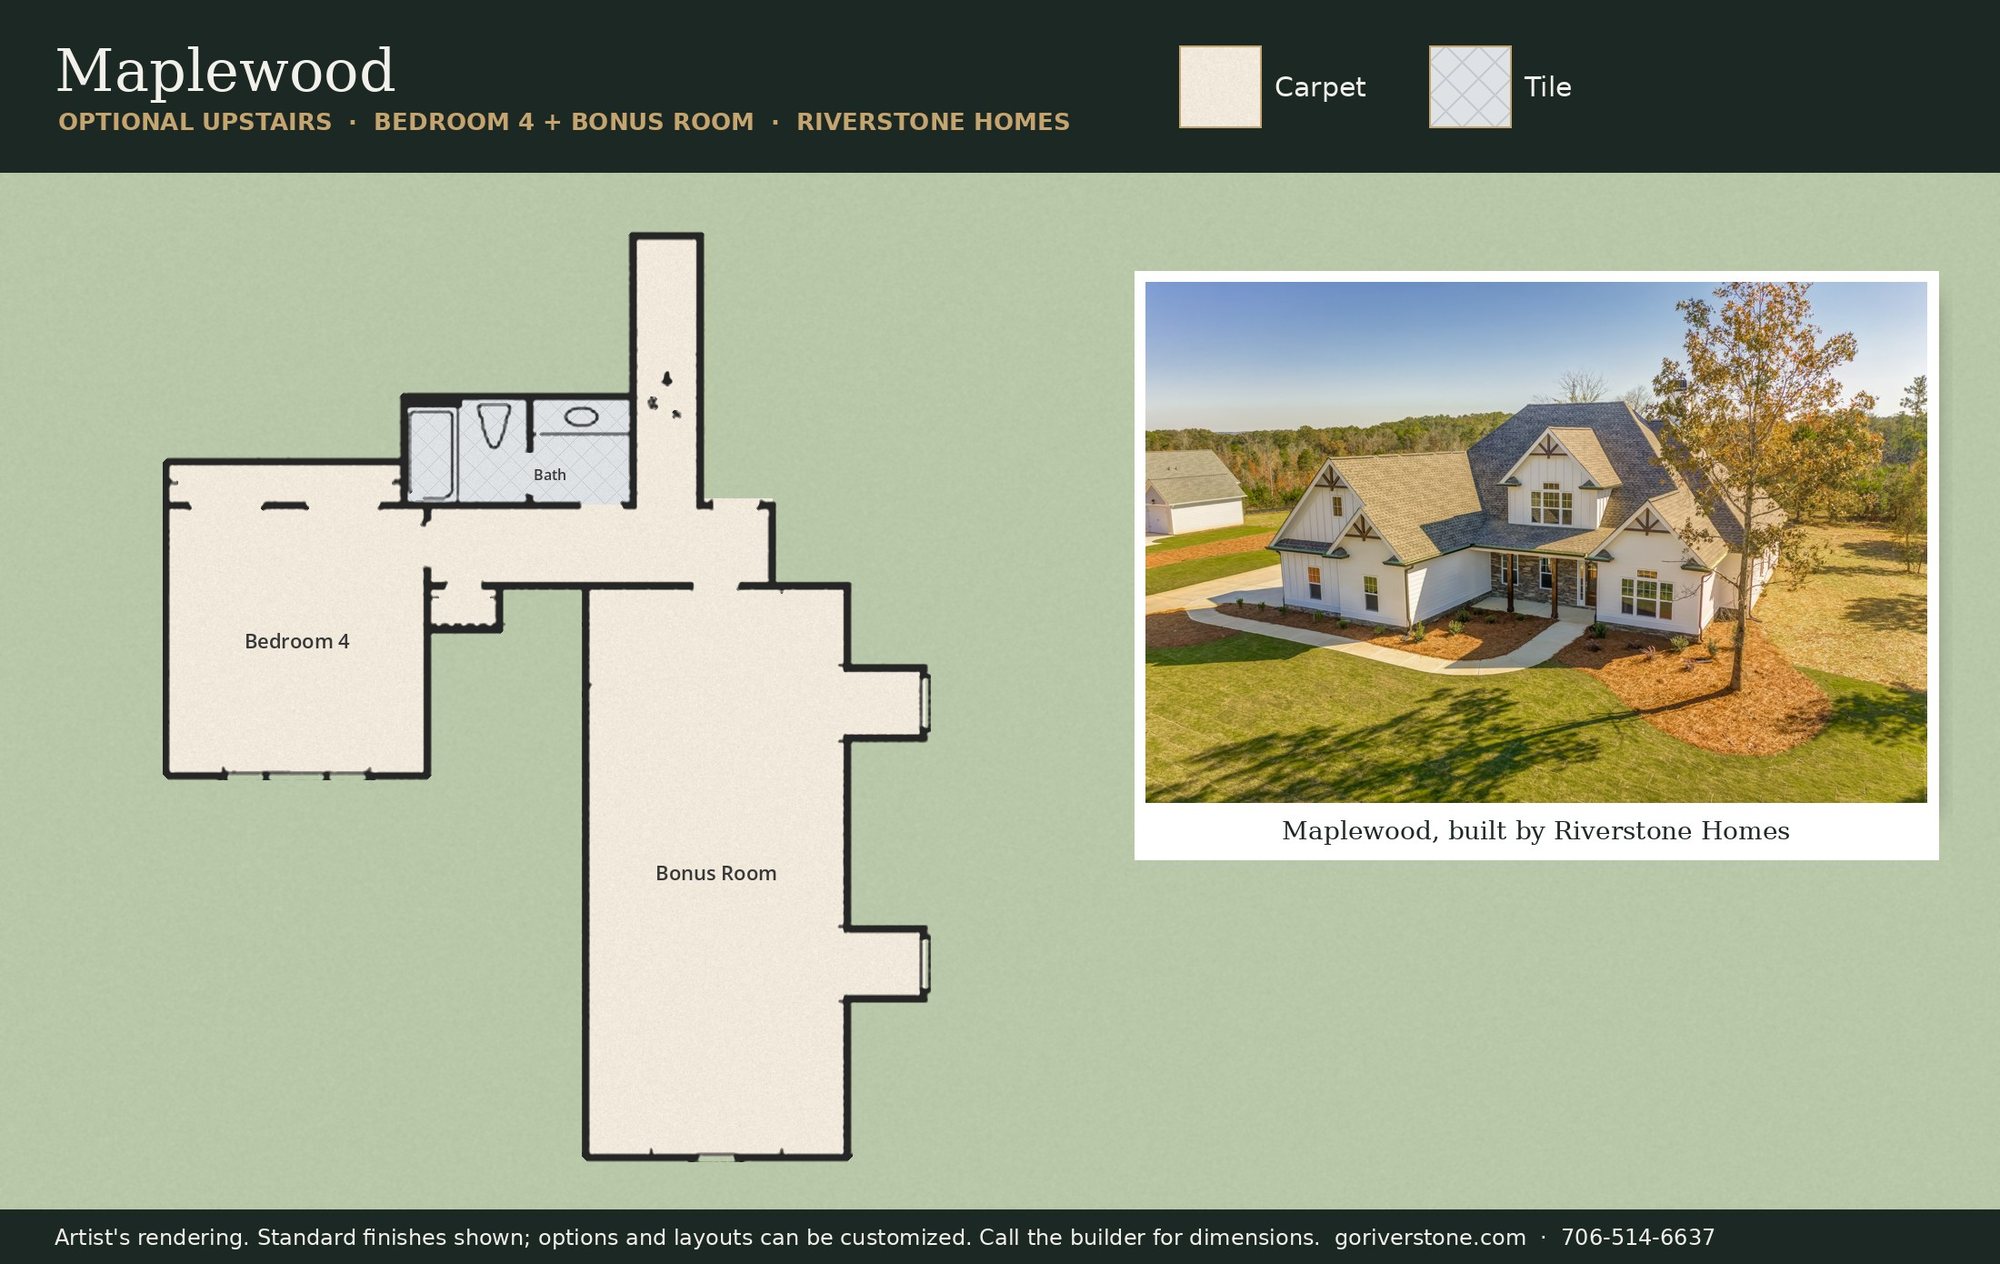 Maplewood
OPTIONAL UPSTAIRS · BEDROOM 4 + BONUS ROOM · RIVERSTONE HOMES
Carpet
Tile
Bath
Bedroom 4
Bonus Room
Maplewood, built by Riverstone Homes
Artist's rendering. Standard finishes shown; options and layouts can be customized. Call the builder for dimensions. goriverstone.com · 706-514-6637